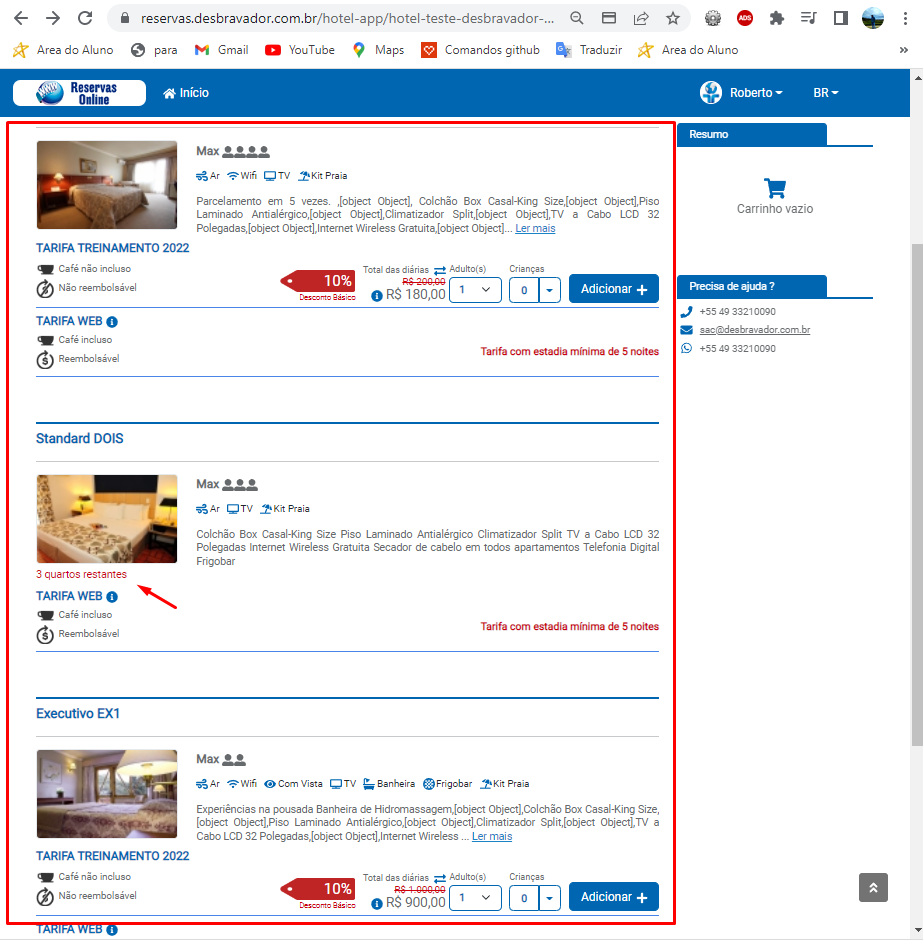 reservas.desbravador.com.br/hotel-app/hotel-teste-desbravador-...
ADS
Area do Aluno
para
Gmail
YouTube
Maps
Comandos github
Traduzir
Area do Aluno
»
Reservas
Online
Início
Roberto
BR
Max
Ar Wifi TV Kit Praia
Parcelamento em 5 vezes. ,[object Object], Colchão Box Casal-King Size,[object Object],Piso
Laminado Antialérgico,[object Object],Climatizador Split,[object Object],TV a Cabo LCD 32
Polegadas,[object Object],Internet Wireless Gratuita,[object Object]... Ler mais
TARIFA TREINAMENTO 2022
Café não incluso
Não reembolsável
10%
Desconto Básico
Total das diárias
R$ 200,00
R$ 180,00
Adulto(s)
1
Crianças
0
Adicionar +
TARIFA WEB
Café incluso
Reembolsável
Tarifa com estadia mínima de 5 noites
Standard DOIS
Max
Ar TV Kit Praia
Colchão Box Casal-King Size Piso Laminado Antialérgico Climatizador Split TV a Cabo LCD 32
Polegadas Internet Wireless Gratuita Secador de cabelo em todos apartamentos Telefonia Digital
Frigobar
3 quartos restantes
TARIFA WEB
Café incluso
Reembolsável
Tarifa com estadia mínima de 5 noites
Executivo EX1
Max
Ar Wifi Com Vista TV Banheira Frigobar Kit Praia
Experiências na pousada Banheira de Hidromassagem,[object Object],Colchão Box Casal-King Size,
[object Object],Piso Laminado Antialérgico,[object Object],Climatizador Split,[object Object],TV a
Cabo LCD 32 Polegadas,[object Object],Internet Wireless ... Ler mais
TARIFA TREINAMENTO 2022
Café não incluso
Não reembolsável
10%
Desconto Básico
Total das diárias
R$ 1.000,00
R$ 900,00
Adulto(s)
1
Crianças
0
Adicionar +
TARIFA WEB
Resumo
Carrinho vazio
Precisa de ajuda ?
+55 49 33210090
sac@desbravador.com.br
+55 49 33210090